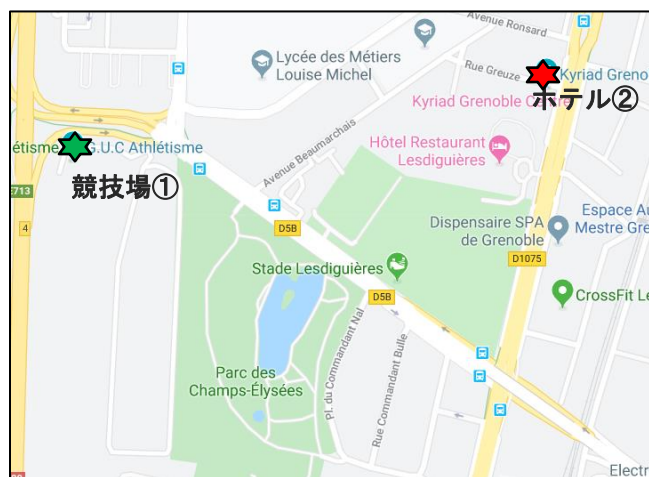 Avenue Ronsard
Lycée des Métiers
Louise Michel
Rue Greuze
Kyriad Greno
Kyriad Grenoble Centre
ホテル②
étisme
G.U.C Athlétisme
競技場①
Avenue Beaumarchais
Hôtel Restaurant
Lesdiguières
E713
4
D5B
Dispensaire SPA
de Grenoble
Espace Au
Mestre Gre
D1075
Stade Lesdiguières
D5B
CrossFit Le
Pl. du Commandant Nal
Rue Commandant Bulle
Parc des
Champs-Élysées
Electr